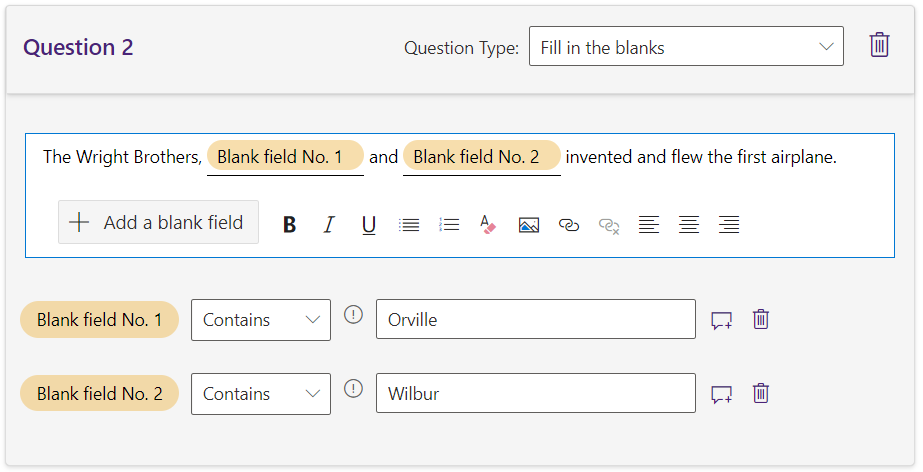 Question 2
Question Type: Fill in the blanks
The Wright Brothers, Blank field No. 1 and Blank field No. 2 invented and flew the first airplane.
Add a blank field B I U A
Blank field No. 1 Contains Orville
Blank field No. 2 Contains Wilbur